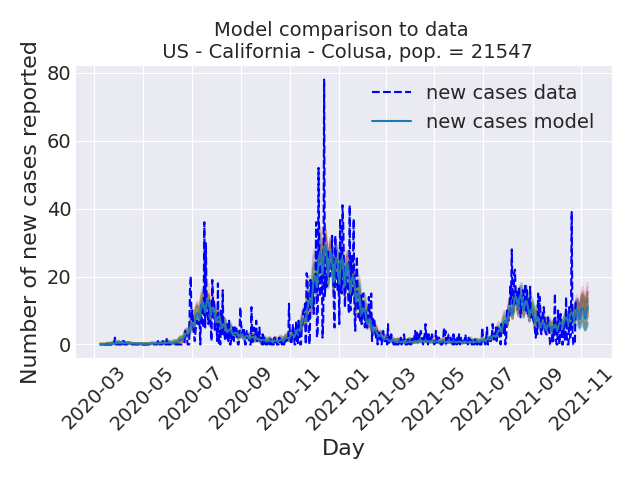 Model comparison to data
US - California - Colusa, pop. = 21547
Number of new cases reported
80
60
40
20
0
new cases data
new cases model
2020-03
2020-05
2020-07
2020-09
2020-11
2021-01
2021-03
2021-05
2021-07
2021-09
2021-11
Day